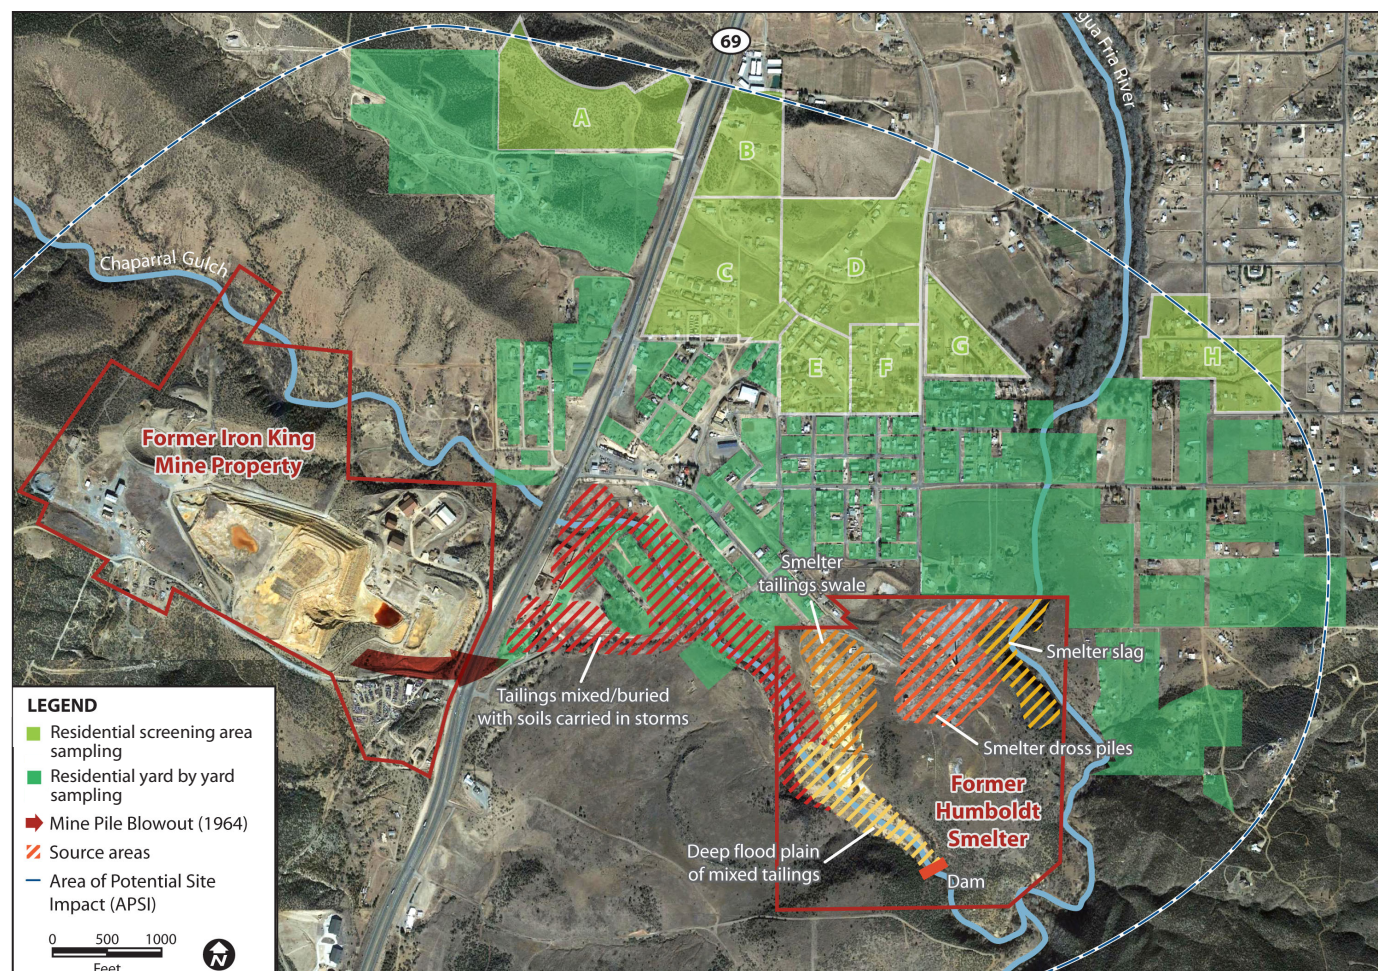 69
gua Fria River
A
B
Chaparral Gulch
C
D
E
F
G
H
Former Iron King
Mine Property
Smelter
tailings swale
Smelter slag
Tailings mixed/buried
with soils carried in storms
Smelter dross piles
Former
Humboldt
Smelter
Deep flood plain
of mixed tailings
Dam
LEGEND
Residential screening area
sampling
Residential yard by yard
sampling
Mine Pile Blowout (1964)
Source areas
Area of Potential Site
Impact (APSI)
0 500 1000
Feet
N